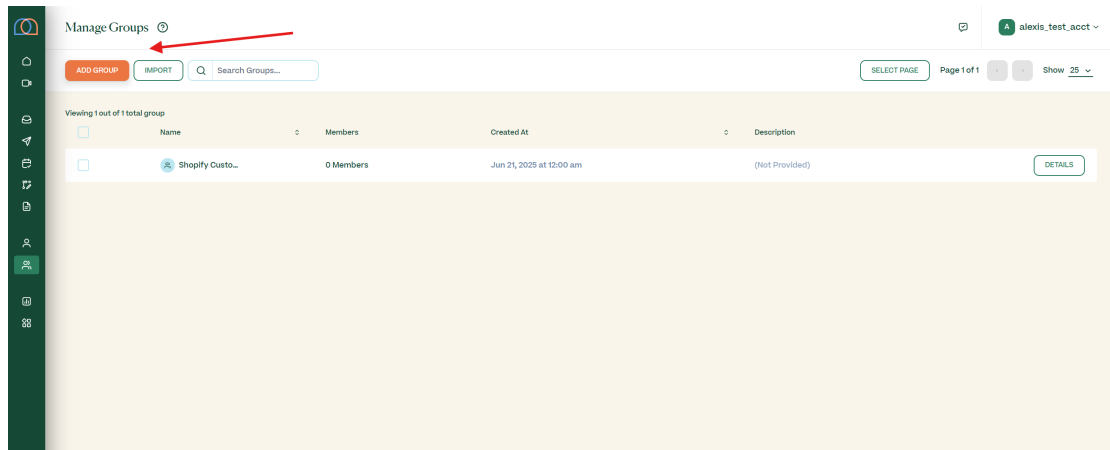 Manage Groups
A alexis_test_acct
ADD GROUP IMPORT Search Groups... SELECT PAGE Page 1 of 1 Show 25
Viewing 1 out of 1 total group
Name Members Created At Description
Shopify Custo... 0 Members Jun 21, 2025 at 12:00 am (Not Provided) DETAILS